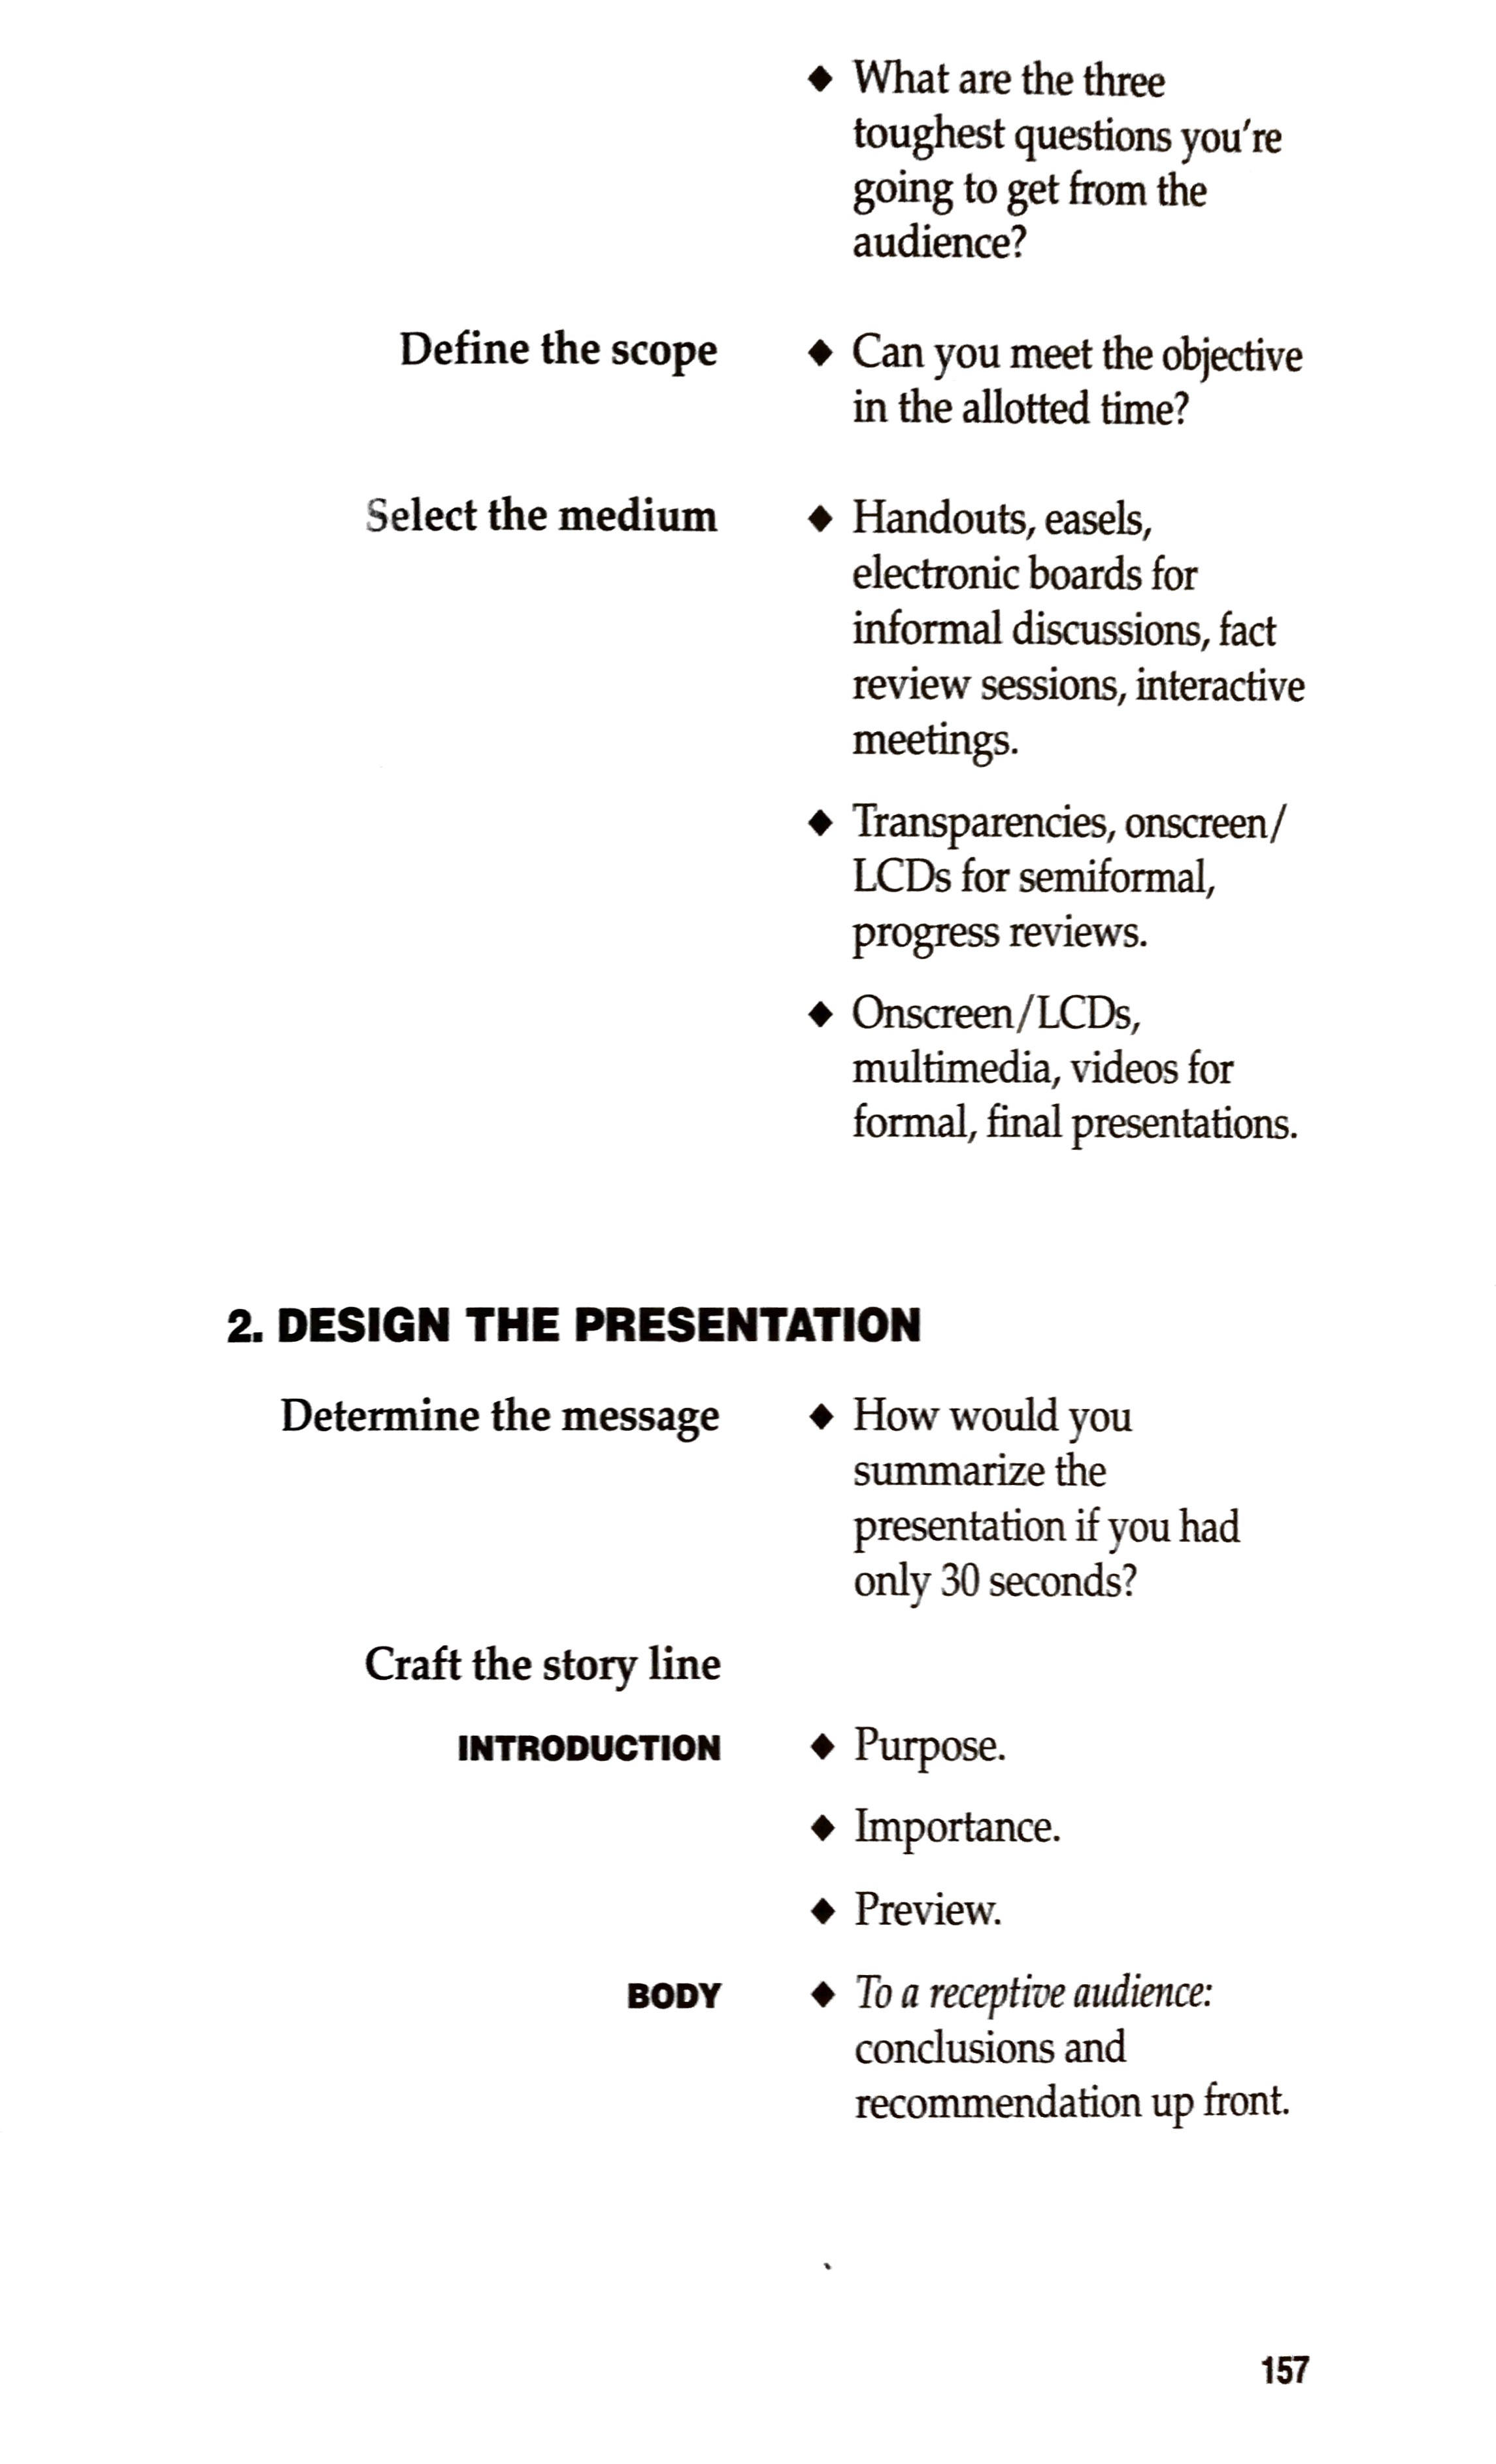 ◆ What are the three
toughest questions you're
going to get from the
audience?
Define the scope ◆ Can you meet the objective
in the allotted time?
Select the medium ◆ Handouts, easels,
electronic boards for
informal discussions, fact
review sessions, interactive
meetings.
◆ Transparencies, onscreen/
LCDs for semiformal,
progress reviews.
◆ Onscreen/LCDs,
multimedia, videos for
formal, final presentations.
2. DESIGN THE PRESENTATION
Determine the message ◆ How would you
summarize the
presentation if you had
only 30 seconds?
Craft the story line
INTRODUCTION ◆ Purpose.
◆ Importance.
◆ Preview.
BODY ◆ To a receptive audience:
conclusions and
recommendation up front.
157